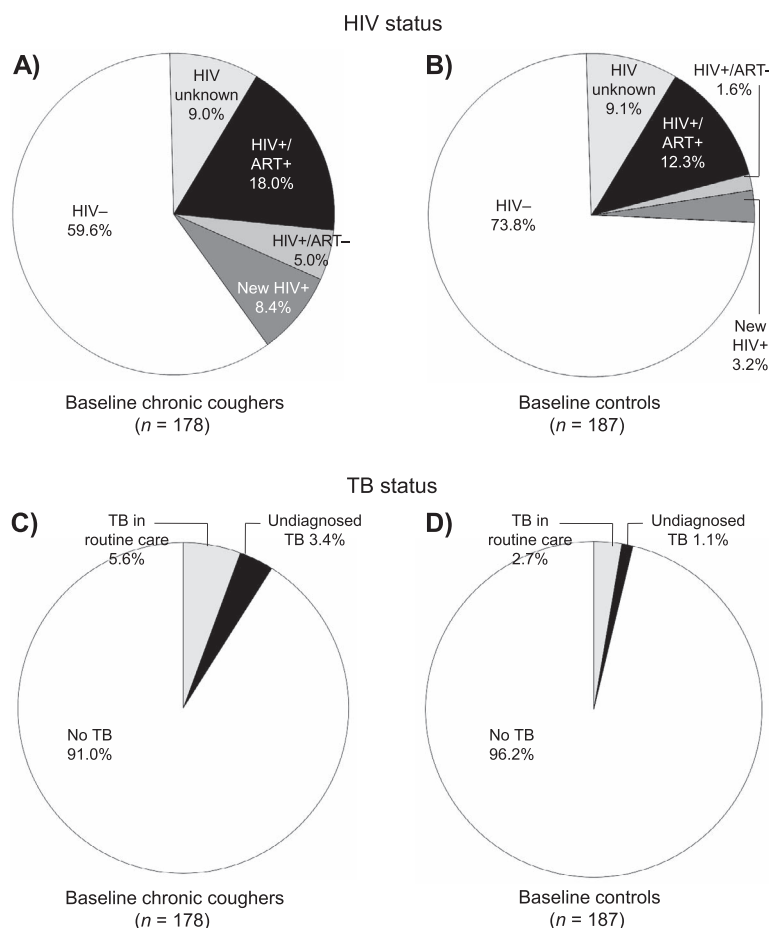 HIV status
A)
HIV
unknown
9.0%
HIV+/
ART+
18.0%
HIV+/ART–
5.0%
New HIV+
8.4%
HIV–
59.6%
Baseline chronic coughers
(n = 178)
B)
HIV
unknown
9.1%
HIV+/ART-
1.6%
HIV+/
ART+
12.3%
HIV–
73.8%
New
HIV+
3.2%
Baseline controls
(n = 187)
TB status
C)
TB in
routine care
5.6%
Undiagnosed
TB 3.4%
No TB
91.0%
Baseline chronic coughers
(n = 178)
D)
TB in
routine care
2.7%
Undiagnosed
TB 1.1%
No TB
96.2%
Baseline controls
(n = 187)